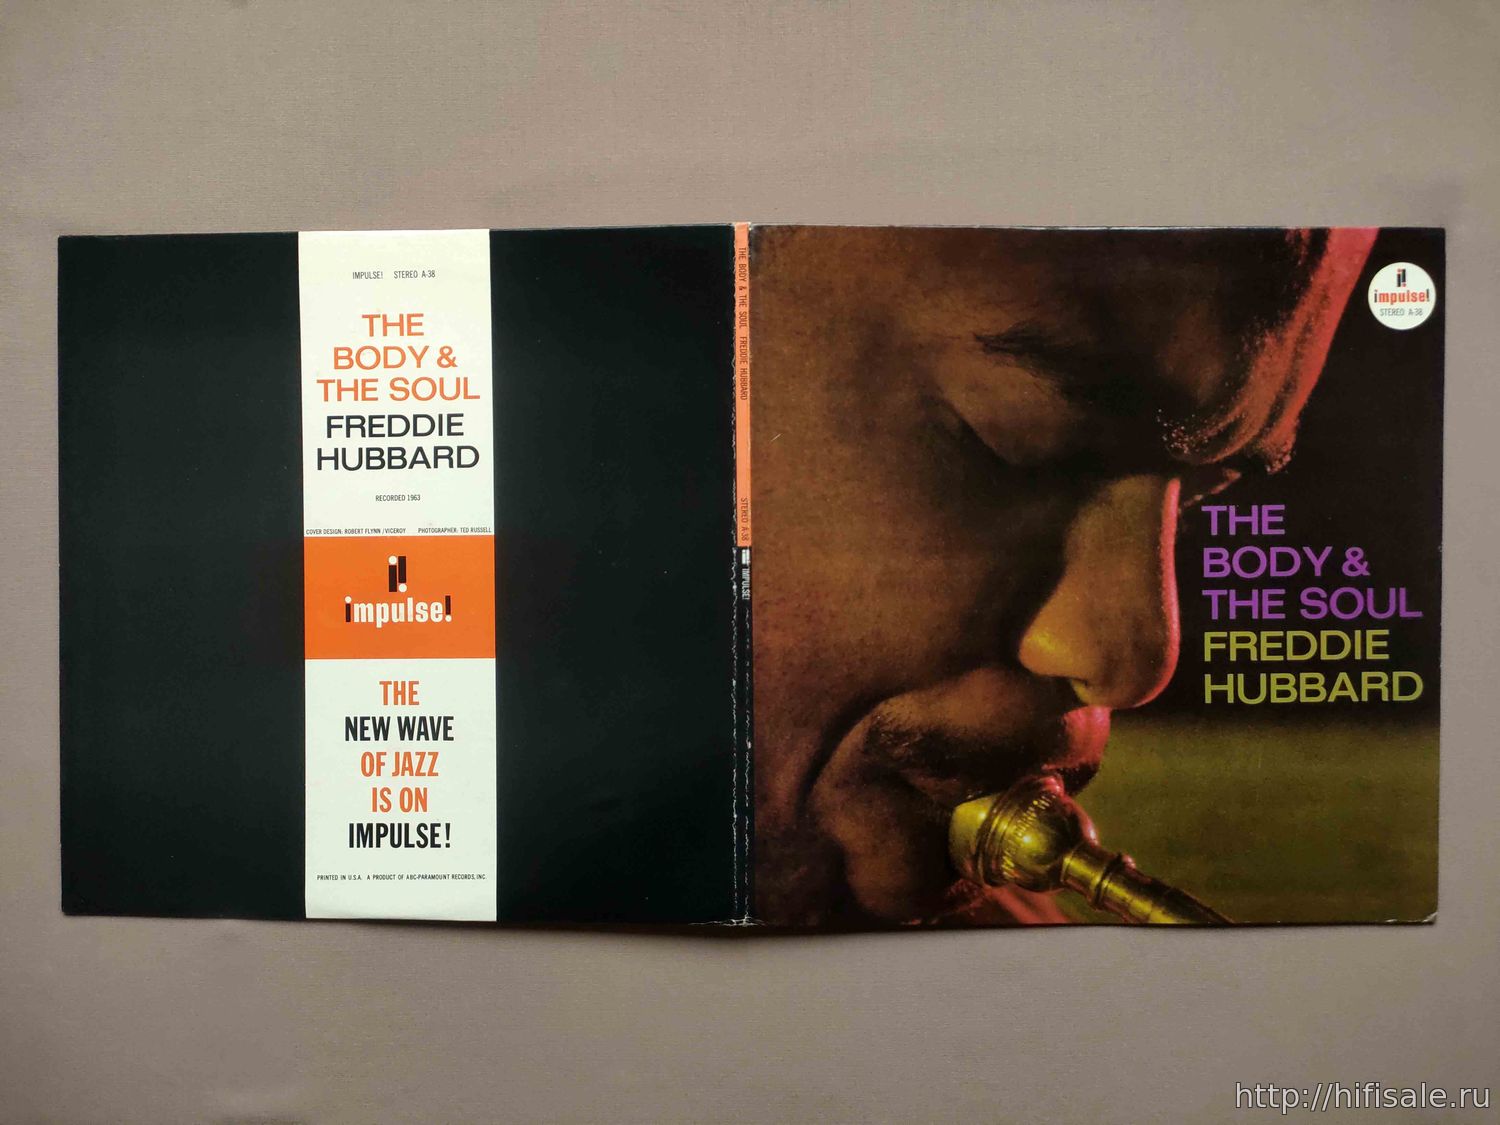 IMPULSE! STEREO A-38
THE
BODY &
THE SOUL
FREDDIE
HUBBARD
RECORDED 1963
COVER DESIGN: ROBERT FLYNN/VICEROY PHOTOGRAPHER: TED RUSSELL
impulse!
THE
NEW WAVE
OF JAZZ
IS ON
IMPULSE!
PRINTED IN U.S.A. A PRODUCT OF ABC-PARAMOUNT RECORDS, INC.
THE BODY & THE SOUL FREDDIE HUBBARD STEREO A-38 IMPULSE!
impulse!
STEREO A-38
THE
BODY &
THE SOUL
FREDDIE
HUBBARD
http://hifisale.ru